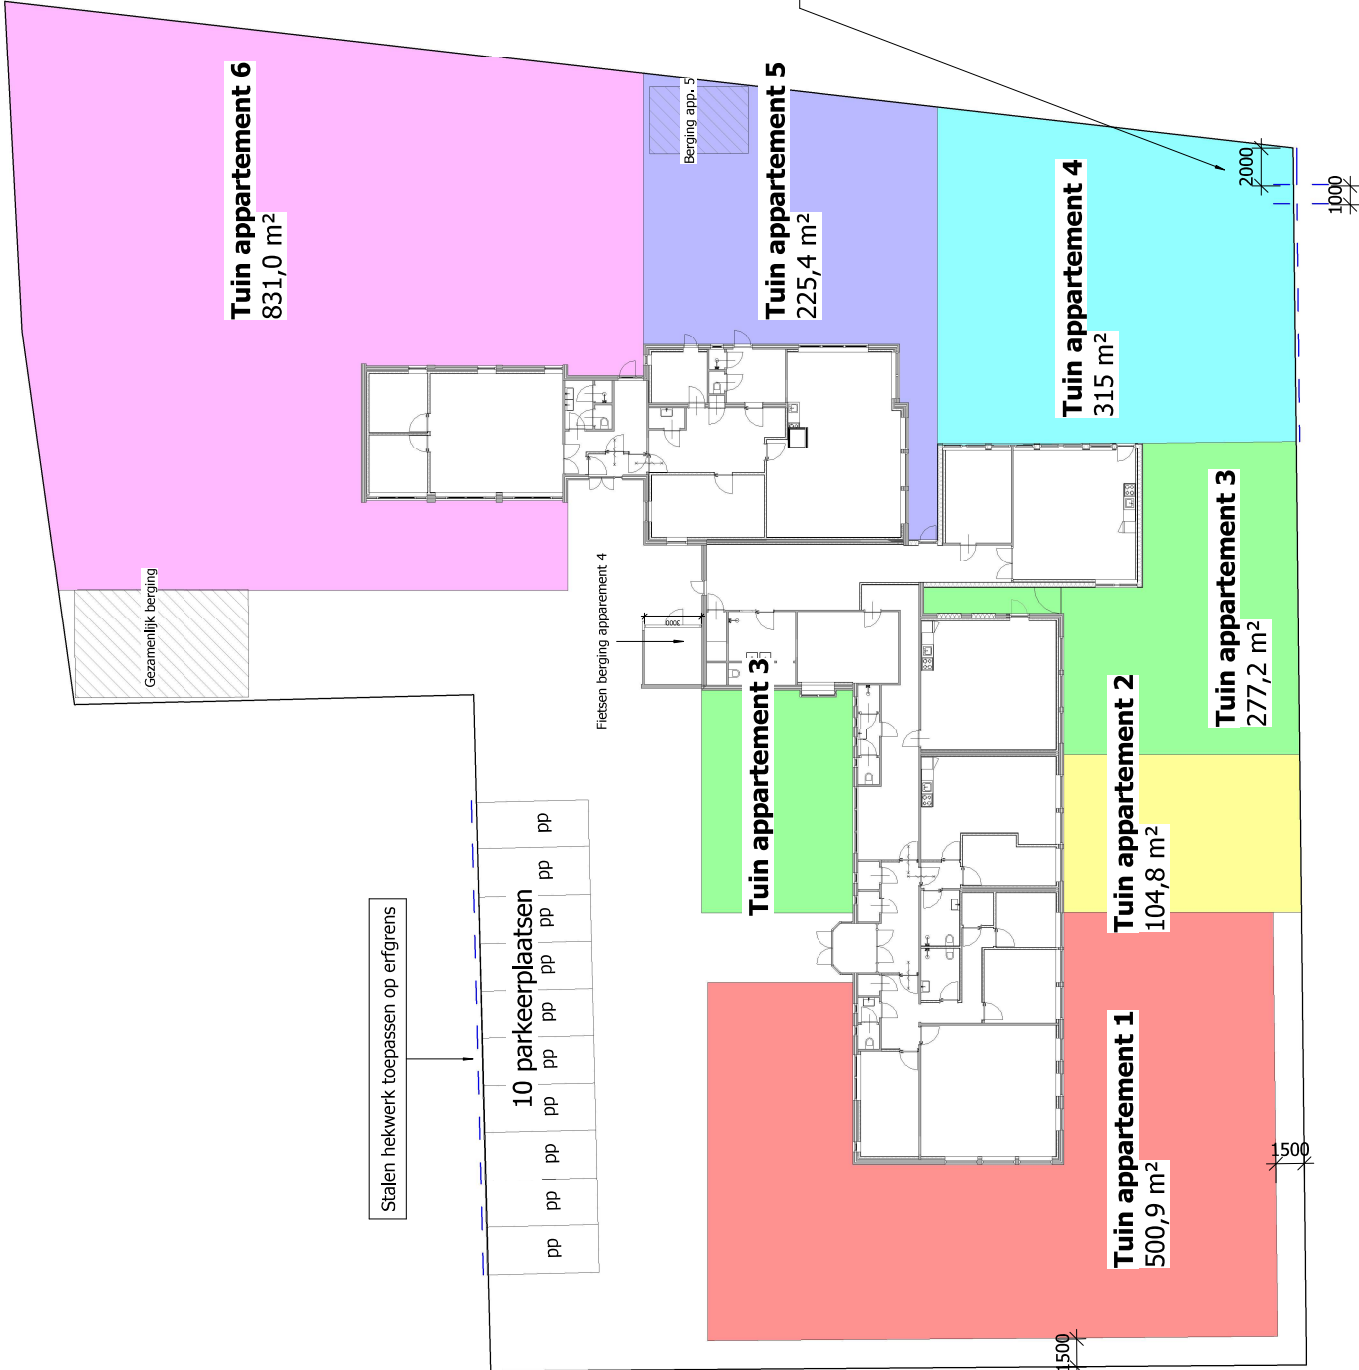 Tuin appartement 6
831,0 m²
Berging app. 5
Tuin appartement 5
225,4 m²
Tuin appartement 4
315 m²
2000
1000
Tuin appartement 3
277,2 m²
Gezamenlijk berging
Fietsen berging apparement 4
3000
Tuin appartement 3
Tuin appartement 2
104,8 m²
Stalen hekwerk toepassen op erfgrens
10 parkeerplaatsen
pp
pp
pp
pp
pp
pp
pp
pp
pp
pp
Tuin appartement 1
500,9 m²
1500
1500